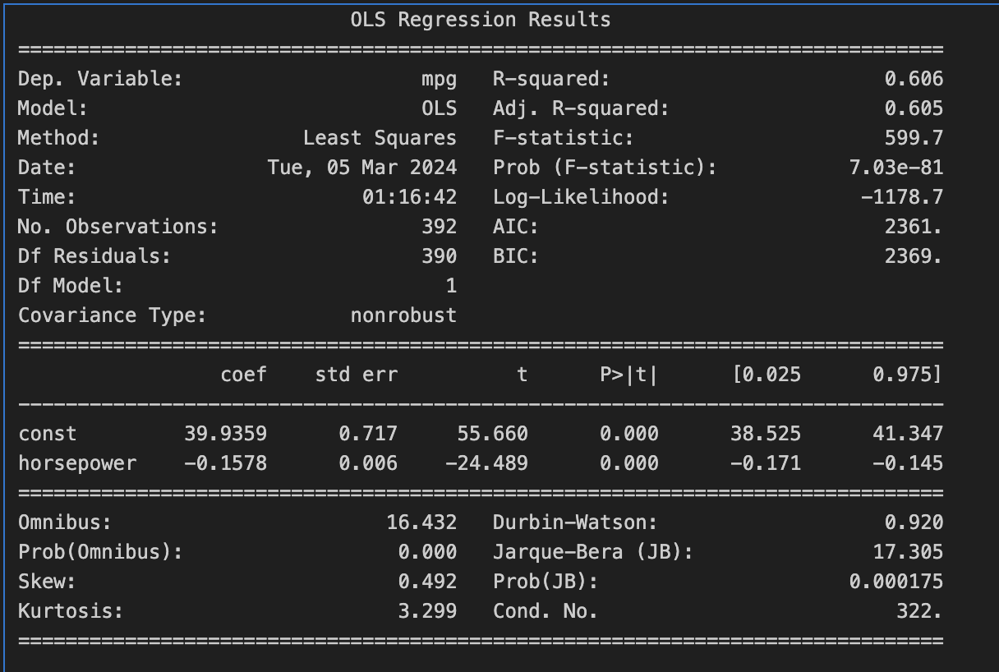 OLS Regression Results
==============================================================================
Dep. Variable:                    mpg   R-squared:                       0.606
Model:                            OLS   Adj. R-squared:                  0.605
Method:                 Least Squares   F-statistic:                     599.7
Date:                Tue, 05 Mar 2024   Prob (F-statistic):           7.03e-81
Time:                        01:16:42   Log-Likelihood:                -1178.7
No. Observations:                 392   AIC:                             2361.
Df Residuals:                     390   BIC:                             2369.
Df Model:                           1
Covariance Type:            nonrobust
==============================================================================
                 coef    std err          t      P>|t|      [0.025      0.975]
------------------------------------------------------------------------------
const         39.9359      0.717     55.660      0.000      38.525      41.347
horsepower    -0.1578      0.006    -24.489      0.000      -0.171      -0.145
==============================================================================
Omnibus:                       16.432   Durbin-Watson:                   0.920
Prob(Omnibus):                  0.000   Jarque-Bera (JB):               17.305
Skew:                           0.492   Prob(JB):                     0.000175
Kurtosis:                       3.299   Cond. No.                         322.
==============================================================================